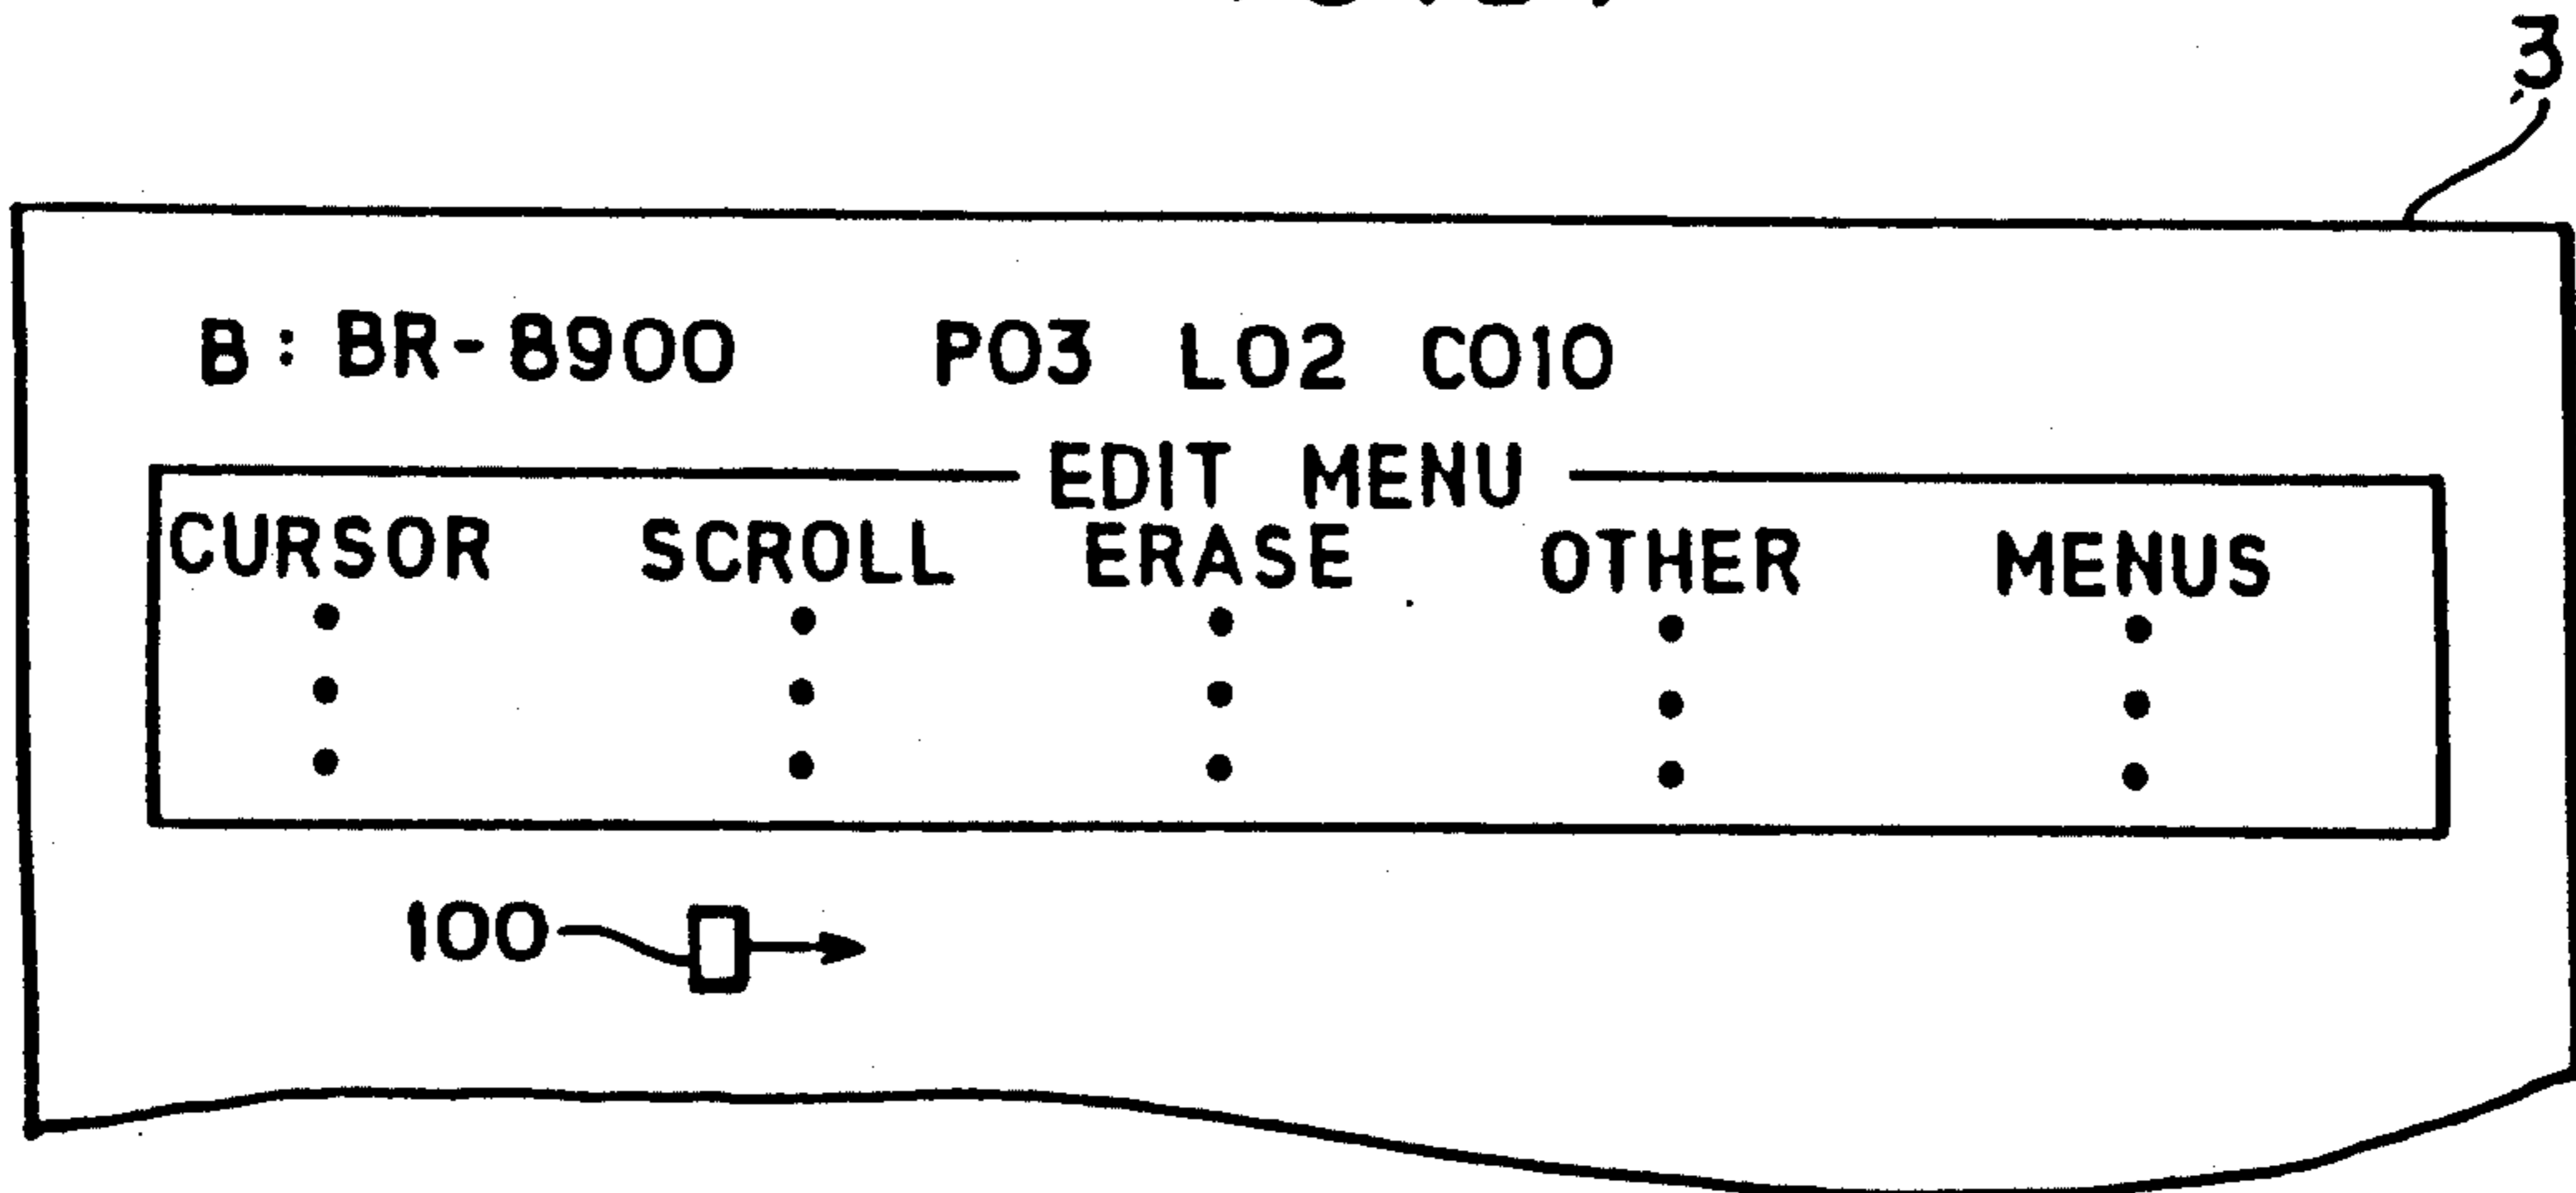 3
B: BR-8900 P03 L02 C010
EDIT MENU
CURSOR SCROLL ERASE OTHER MENUS
100